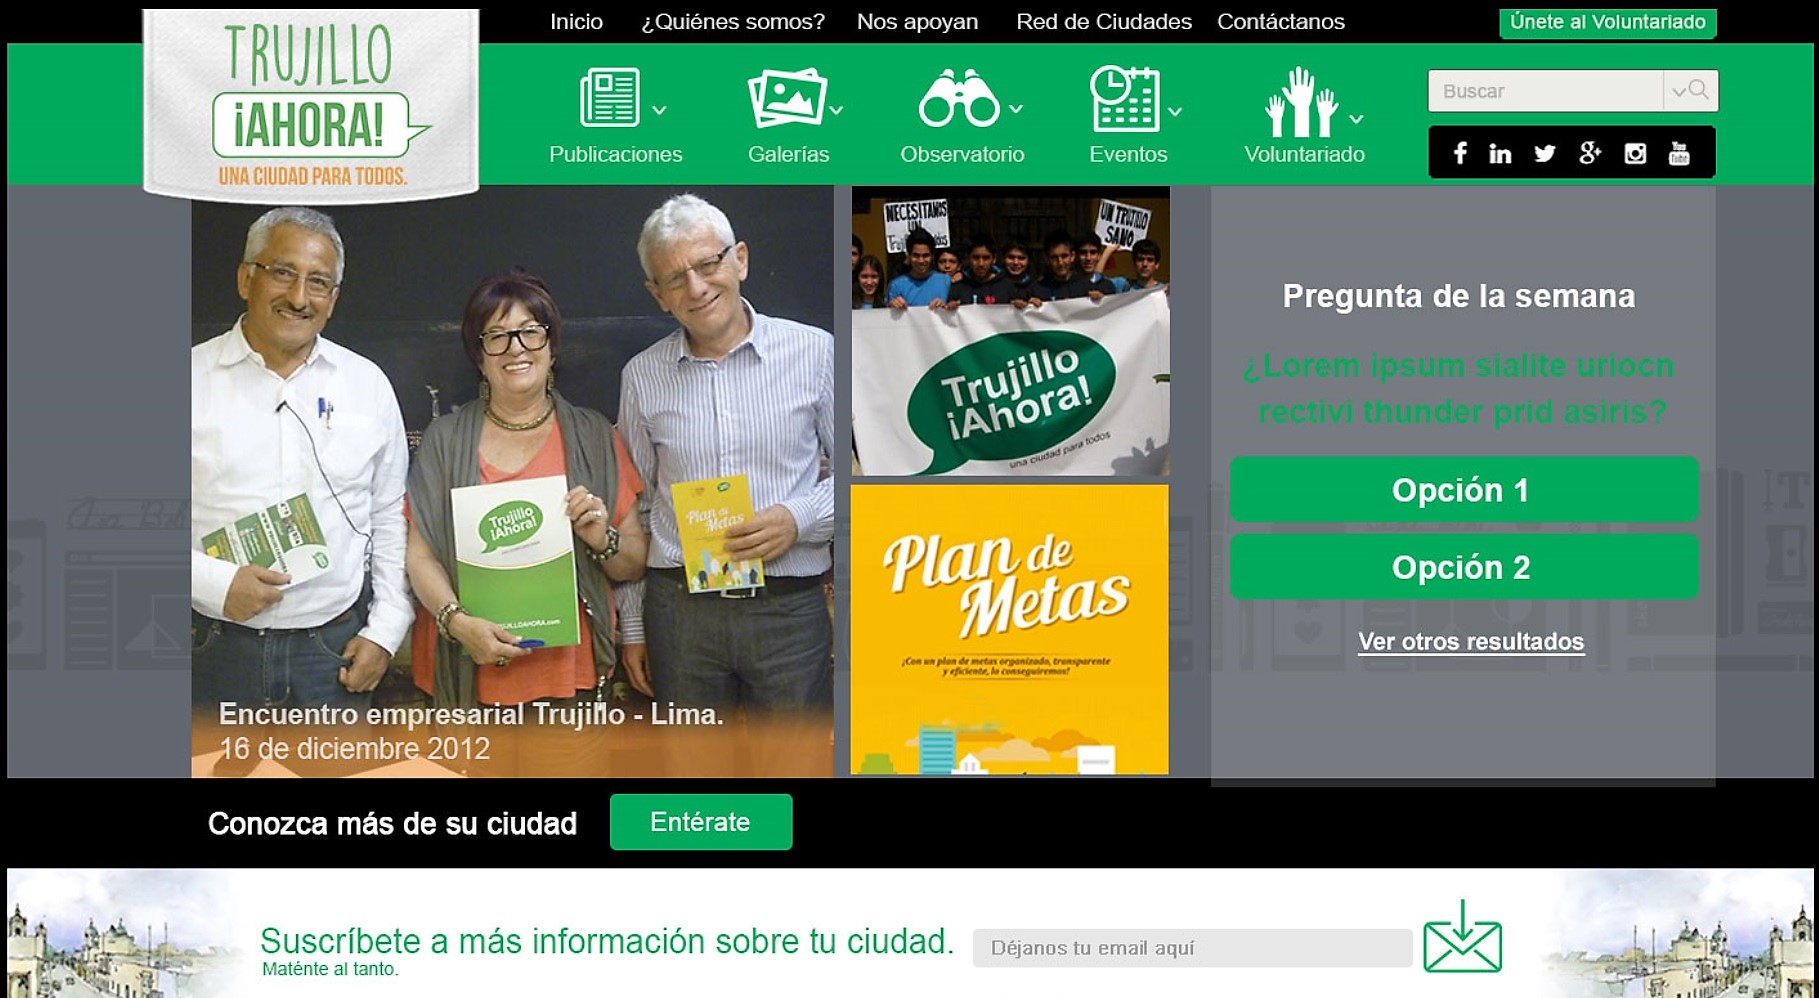 Inicio ¿Quiénes somos? Nos apoyan Red de Ciudades Contáctanos Únete al Voluntariado
TRUJILLO
¡AHORA!
UNA CIUDAD PARA TODOS.
Publicaciones Galerías Observatorio Eventos Voluntariado
Buscar
You
Tube
NECESITAMOS
UN
UN TRUJILLO
SANO
Trujillo
¡Ahora!
una ciudad para todos
Trujillo
¡Ahora!
Plan de
Metas
Encuentro empresarial Trujillo - Lima.
16 de diciembre 2012
Plan de
Metas
¡Con un plan de metas organizado, transparente
y eficiente, lo conseguiremos!
Pregunta de la semana
¿Lorem ipsum sialite uriocn
rectivi thunder prid asiris?
Opción 1
Opción 2
Ver otros resultados
Conozca más de su ciudad Entérate
Suscríbete a más información sobre tu ciudad.
Maténte al tanto.
Déjanos tu email aquí